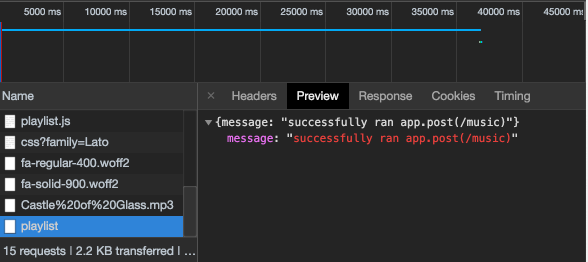 5000 ms 10000 ms 15000 ms 20000 ms 25000 ms 30000 ms 35000 ms 40000 ms 45000 ms
Name
× Headers Preview Response Cookies Timing
playlist.js
css?family=Lato
fa-regular-400.woff2
fa-solid-900.woff2
Castle%20of%20Glass.mp3
playlist
15 requests | 2.2 KB transferred | …
▼{message: "successfully ran app.post(/music)"}
message: "successfully ran app.post(/music)"